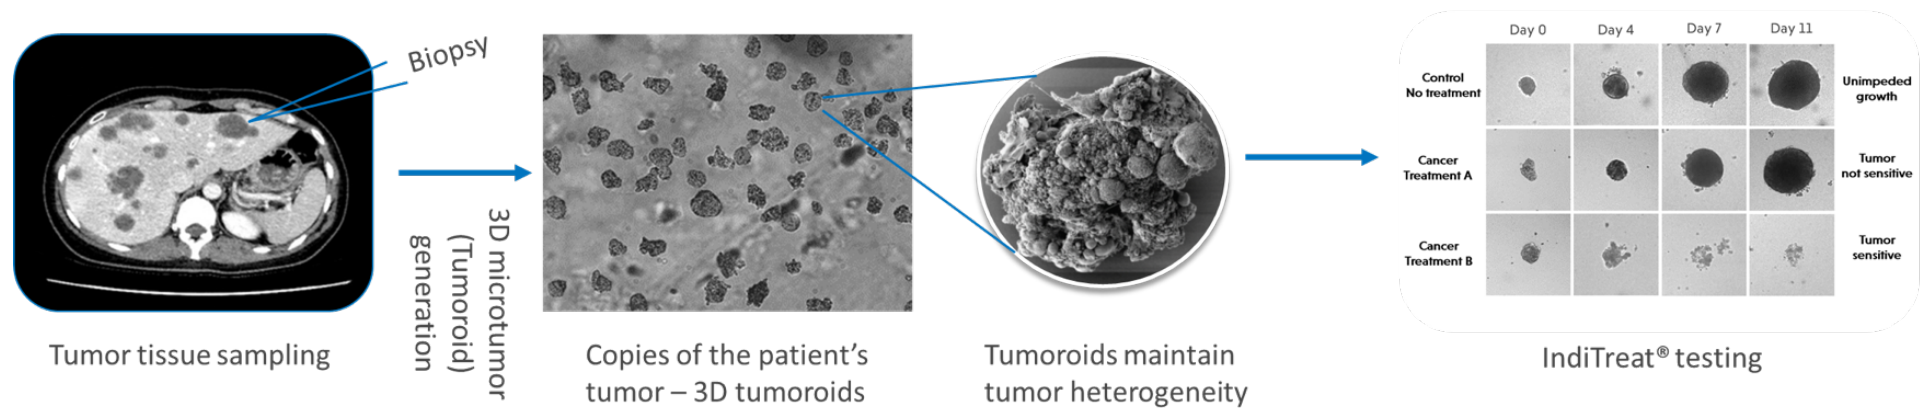 Biopsy
Tumor tissue sampling
3D microtumor
(Tumoroid)
generation
Copies of the patient’s
tumor – 3D tumoroids
Tumoroids maintain
tumor heterogeneity
Day 0 Day 4 Day 7 Day 11
Control
No treatment
Unimpeded
growth
Cancer
Treatment A
Tumor
not sensitive
Cancer
Treatment B
Tumor
sensitive
IndiTreat® testing